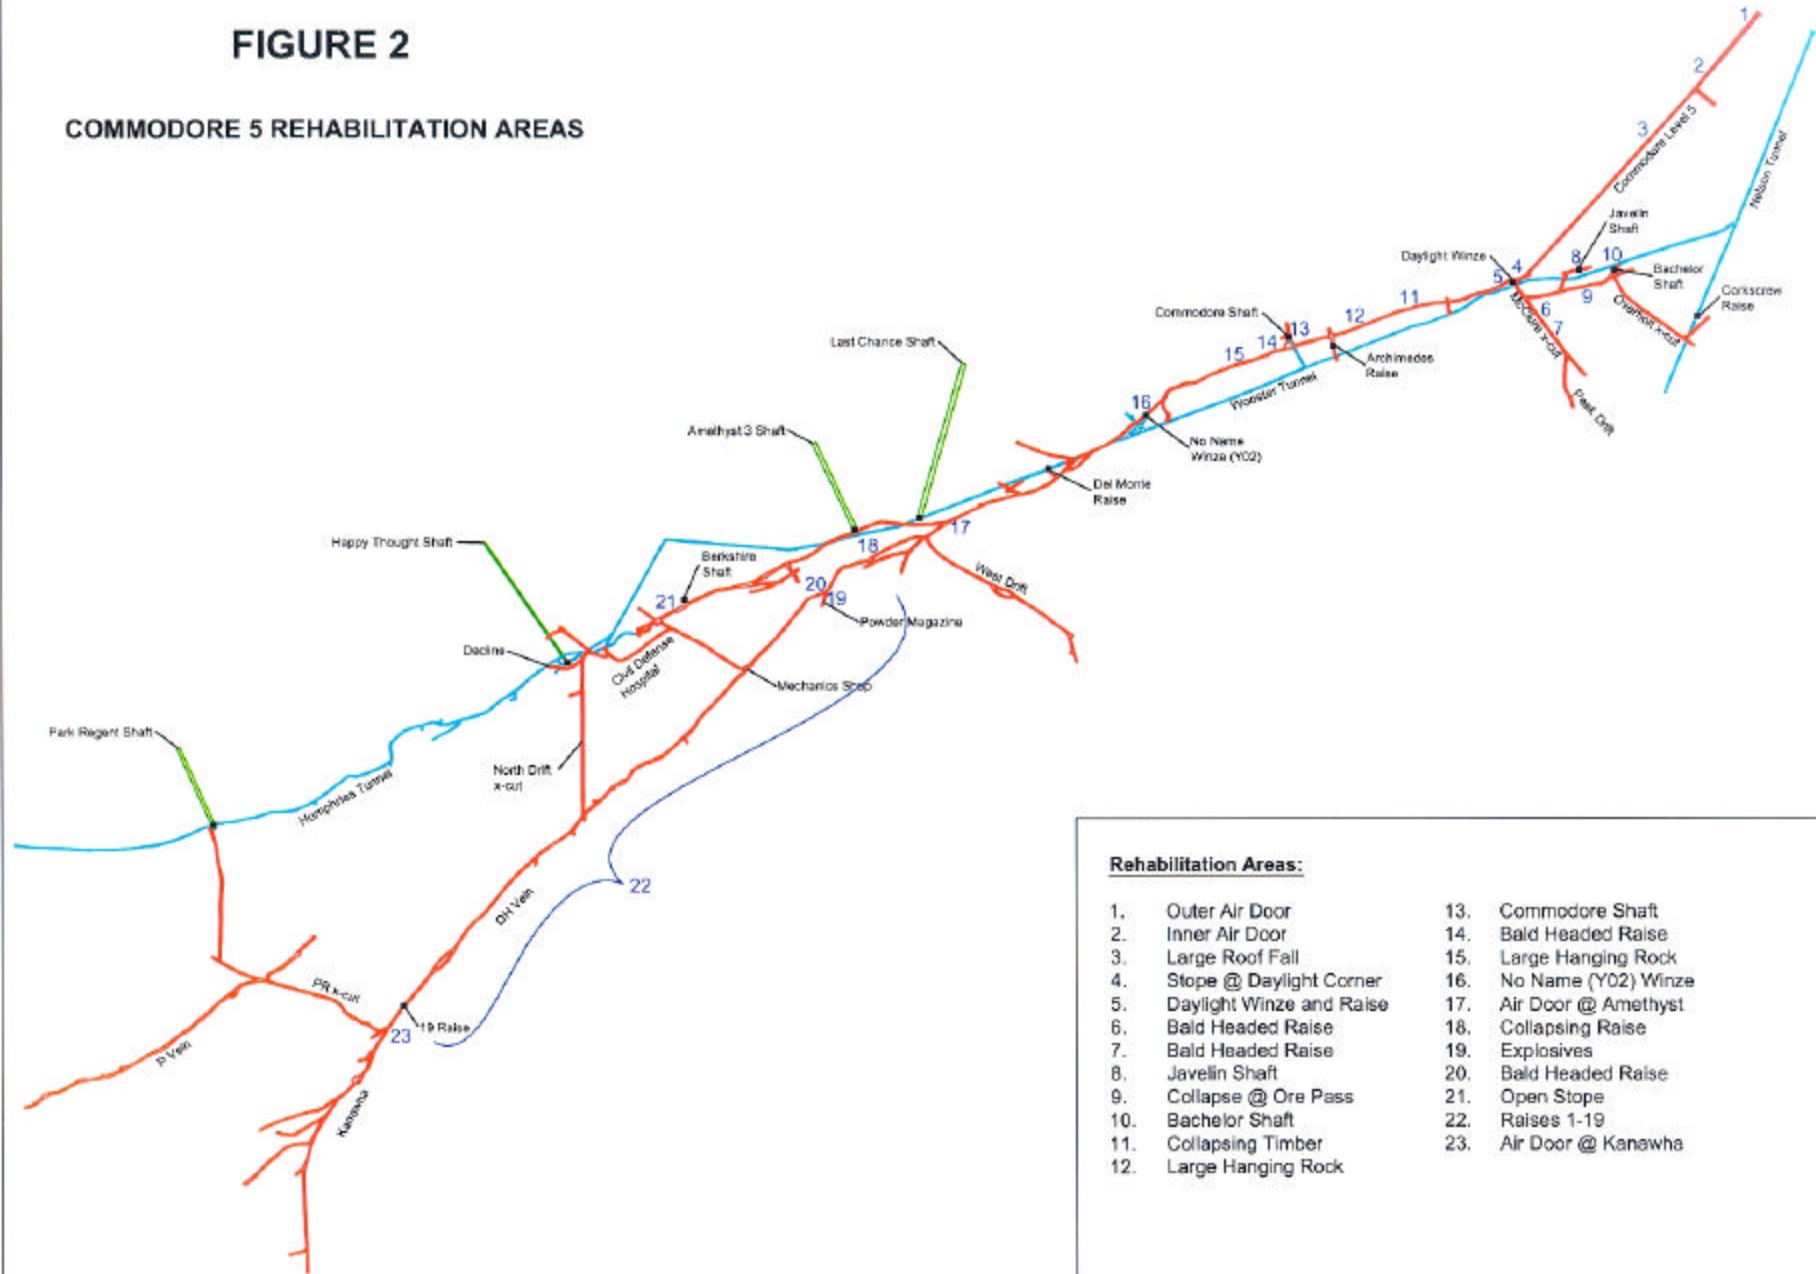 FIGURE 2
COMMODORE 5 REHABILITATION AREAS
1
2
3
Commodore Level 5
Nelson Tunnel
Javelin
Shaft
Daylight Winze
4
5
8
10
Bachelor
Shaft
Corkscrew
Raise
9
6
7
McClure x-cut
Overton x-cut
Peak Drift
11
12
Commodore Shaft
13
14
15
Archimedes
Raise
Wooster Tunnel
Last Chance Shaft
16
No Name
Winze (Y02)
Amethyst 3 Shaft
Del Monte
Raise
17
18
West Drift
Happy Thought Shaft
Berkshire
Shaft
20
19
21
Powder Magazine
Decline
Civil Defense
Hospital
Mechanics Shop
Park Regent Shaft
North Drift
x-cut
Humphries Tunnel
22
OH Vein
PR x-cut
19 Raise
23
P Vein
Kanawha
Rehabilitation Areas:
1. Outer Air Door
2. Inner Air Door
3. Large Roof Fall
4. Stope @ Daylight Corner
5. Daylight Winze and Raise
6. Bald Headed Raise
7. Bald Headed Raise
8. Javelin Shaft
9. Collapse @ Ore Pass
10. Bachelor Shaft
11. Collapsing Timber
12. Large Hanging Rock
13. Commodore Shaft
14. Bald Headed Raise
15. Large Hanging Rock
16. No Name (Y02) Winze
17. Air Door @ Amethyst
18. Collapsing Raise
19. Explosives
20. Bald Headed Raise
21. Open Stope
22. Raises 1-19
23. Air Door @ Kanawha